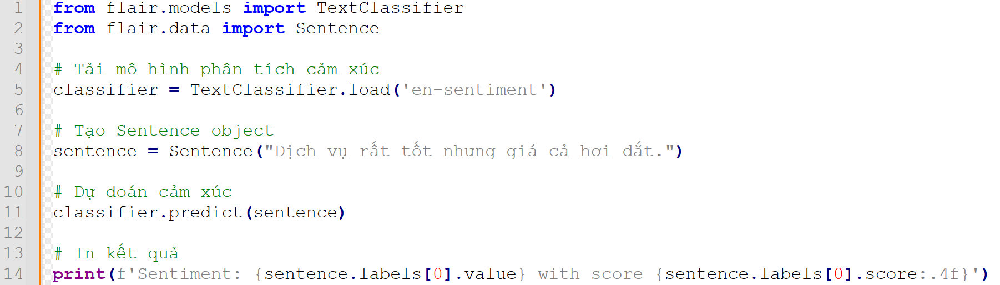 1 from flair.models import TextClassifier
2 from flair.data import Sentence
3
4 # Tải mô hình phân tích cảm xúc
5 classifier = TextClassifier.load('en-sentiment')
6
7 # Tạo Sentence object
8 sentence = Sentence("Dịch vụ rất tốt nhưng giá cả hơi đắt.")
9
10 # Dự đoán cảm xúc
11 classifier.predict(sentence)
12
13 # In kết quả
14 print(f'Sentiment: {sentence.labels[0].value} with score {sentence.labels[0].score:.4f}')